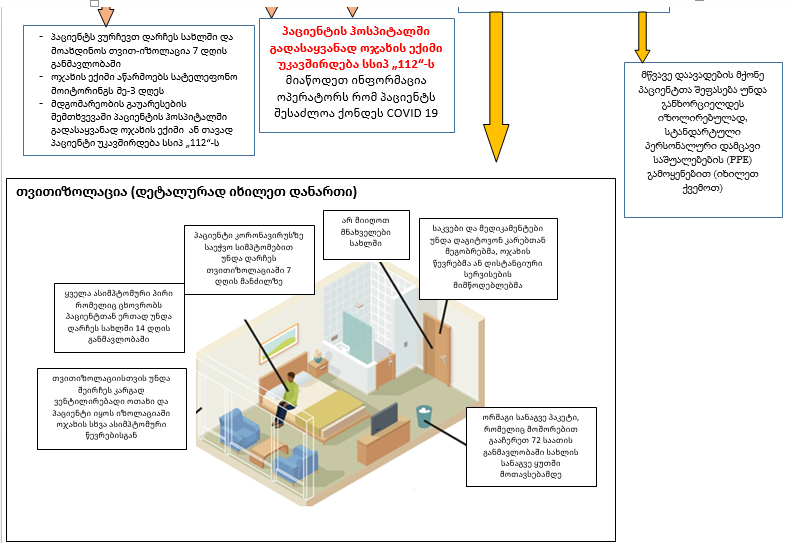 - პაციენტს ვურჩევთ დარჩეს სახლში და
მოახდინოს თვით-იზოლაცია 7 დღის
განმავლობაში
- ოჯახის ექიმი აწარმოებს სატელეფონო
მოიტორინგს მე-3 დღეს
- მდგომარეობის გაუარესების
შემთხვევაში პაციენტის ჰოსპიტალში
გადასაყვანად ოჯახის ექიმი ან თავად
პაციენტი უკავშირდება სსიპ „112“-ს
პაციენტის ჰოსპიტალში
გადასაყვანად ოჯახის ექიმი
უკავშირდება სსიპ „112“-ს
მიაწოდეთ ინფორმაცია
ოპერატორს რომ პაციენტს
შესაძლოა ქონდეს COVID 19
მწვავე დაავადების მქონე
პაციენტთა შეფასება უნდა
განხორციელდეს
იზოლირებულად,
სტანდარტული
პერსონალური დამცავი
საშუალებების (PPE)
გამოყენებით (იხილეთ
ქვემოთ)
თვითიზოლაცია (დეტალურად იხილეთ დანართი)
პაციენტი კორონავირუსზე
საეჭვო სიმპტომებით
უნდა დარჩეს
თვითიზოლაციაში 7
დღის მანძილზე
არ მიიღოთ
მნახველები
სახლში
საკვები და მედიკამენტები
უნდა დაგიტოვონ კარებთან
მეგობრებმა, ოჯახის
წევრებმა ან დისტანციური
სერვისების
მიმწოდებლებმა
ყველა ასიმპტომური პირი
რომელიც ცხოვრობს
პაციენტთან ერთად უნდა
დარჩეს სახლში 14 დღის
განმავლობაში
თვითიზოლაციისთვის უნდა
შეირჩეს კარგად
ვენტილირებადი ოთახი და
პაციენტი იყოს იზოლაციაში
ოჯახის სხვა ასიმპტომური
წევრებისგან
ორმაგი სანაგვე პაკეტი,
რომელიც მოშორებით
გააჩერეთ 72 საათის
განმავლობაში სახლის
სანაგვე ყუთში
მოთავსებამდე